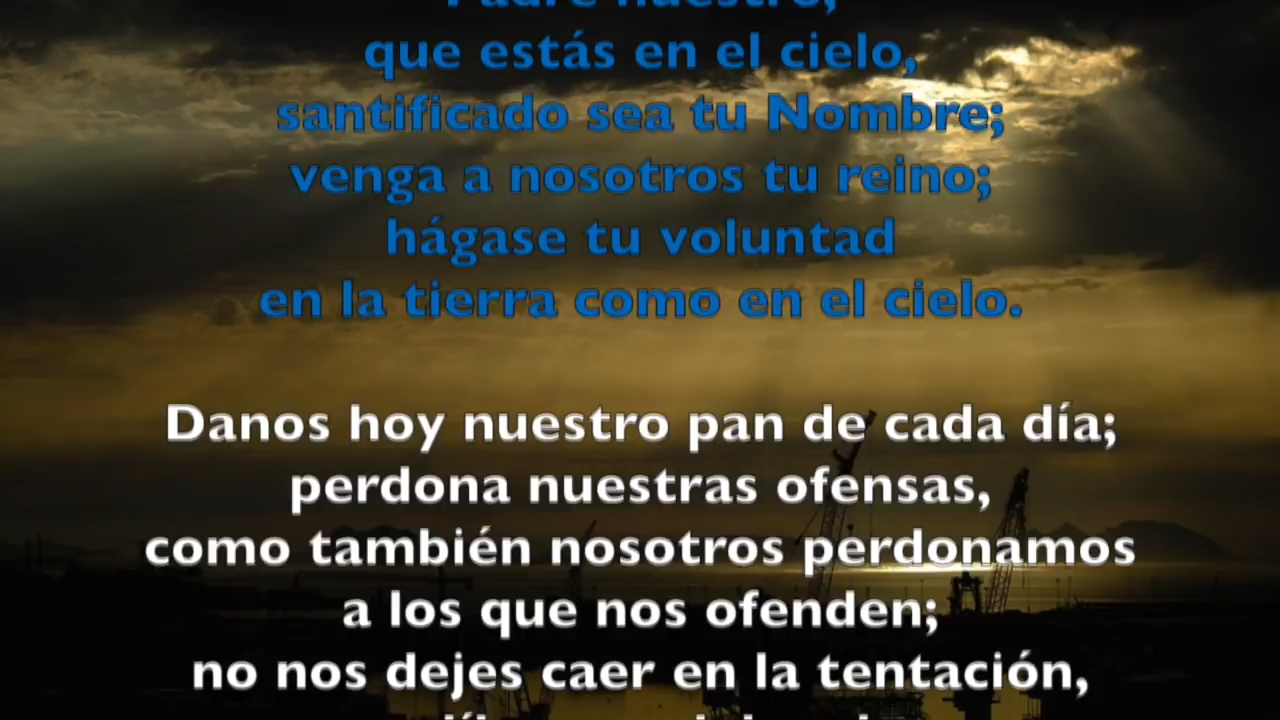 Padre nuestro,
que estás en el cielo,
santificado sea tu Nombre;
venga a nosotros tu reino;
hágase tu voluntad
en la tierra como en el cielo.
Danos hoy nuestro pan de cada día;
perdona nuestras ofensas,
como también nosotros perdonamos
a los que nos ofenden;
no nos dejes caer en la tentación,